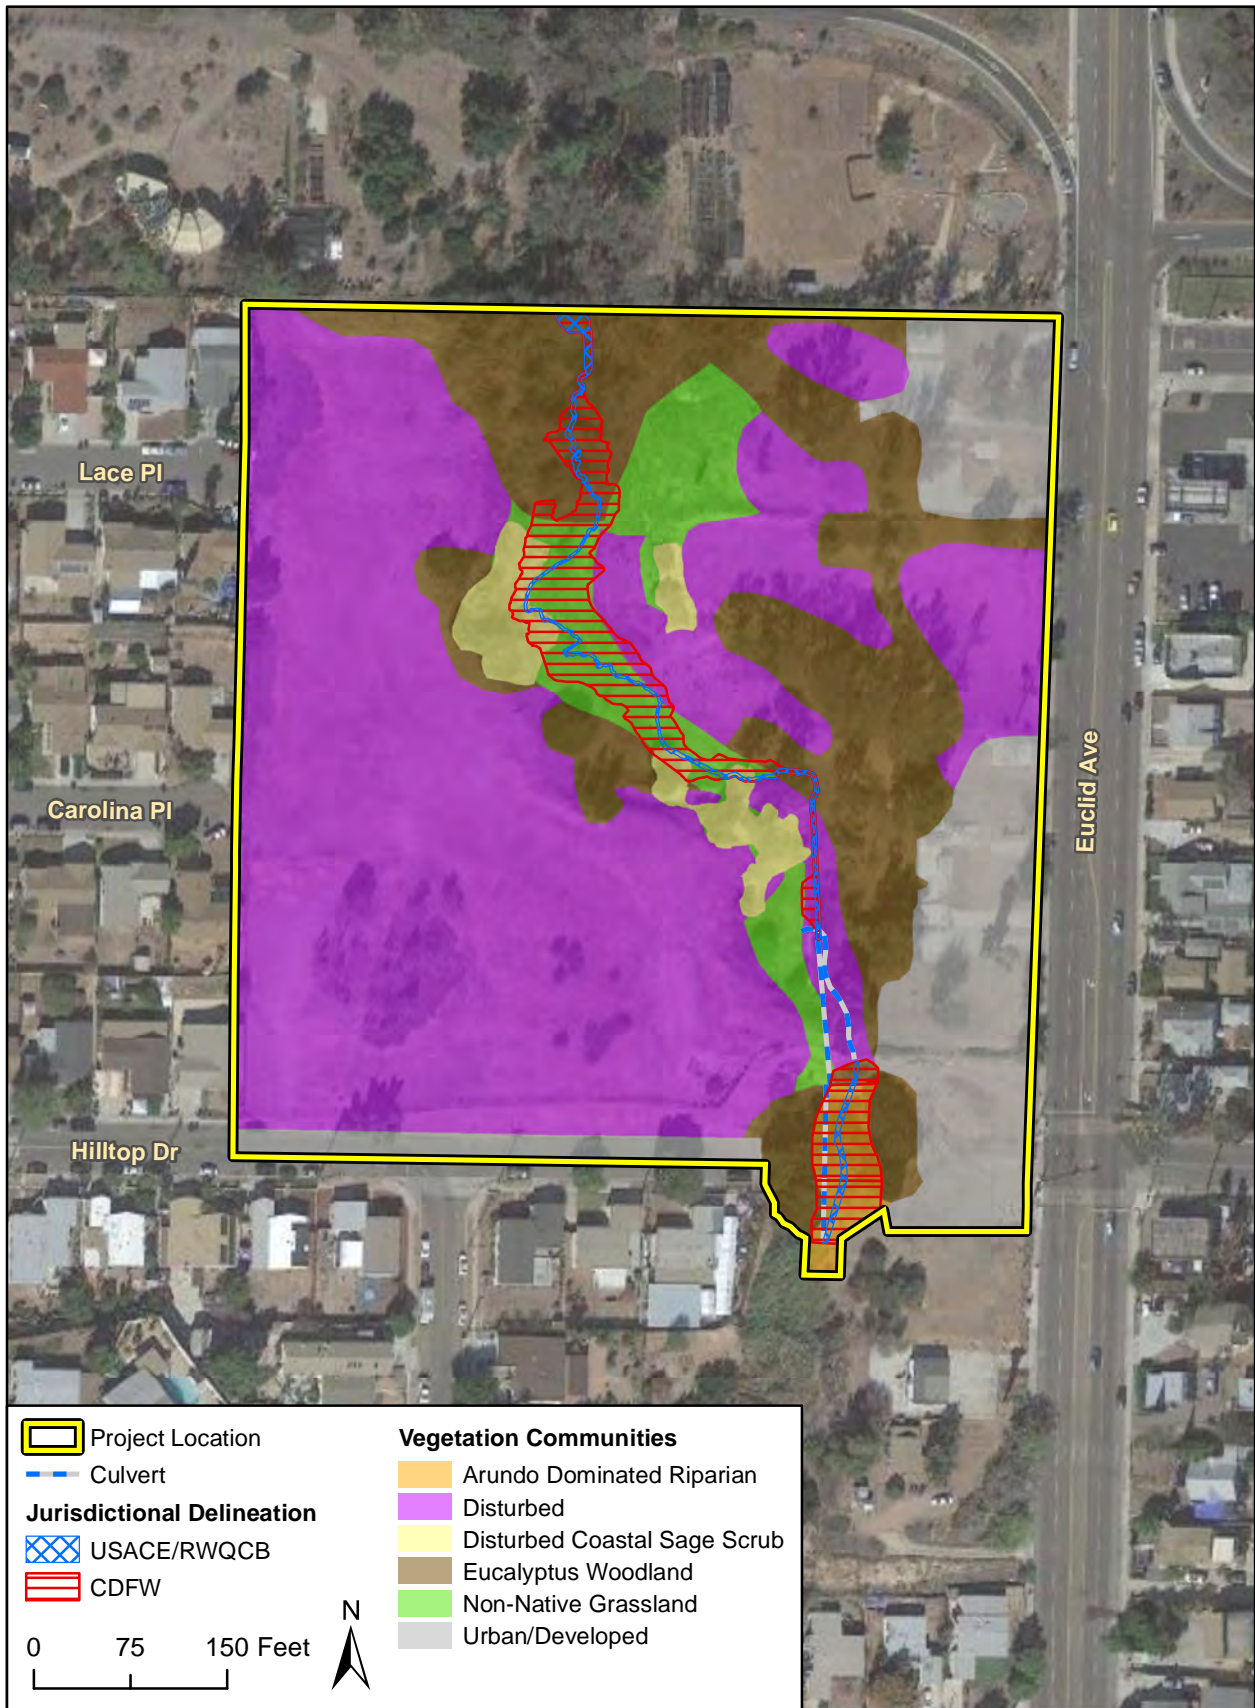 Lace Pl
Carolina Pl
Euclid Ave
Hilltop Dr
Project Location
Culvert
Jurisdictional Delineation
USACE/RWQCB
CDFW
0 75 150 Feet
N
Vegetation Communities
Arundo Dominated Riparian
Disturbed
Disturbed Coastal Sage Scrub
Eucalyptus Woodland
Non-Native Grassland
Urban/Developed